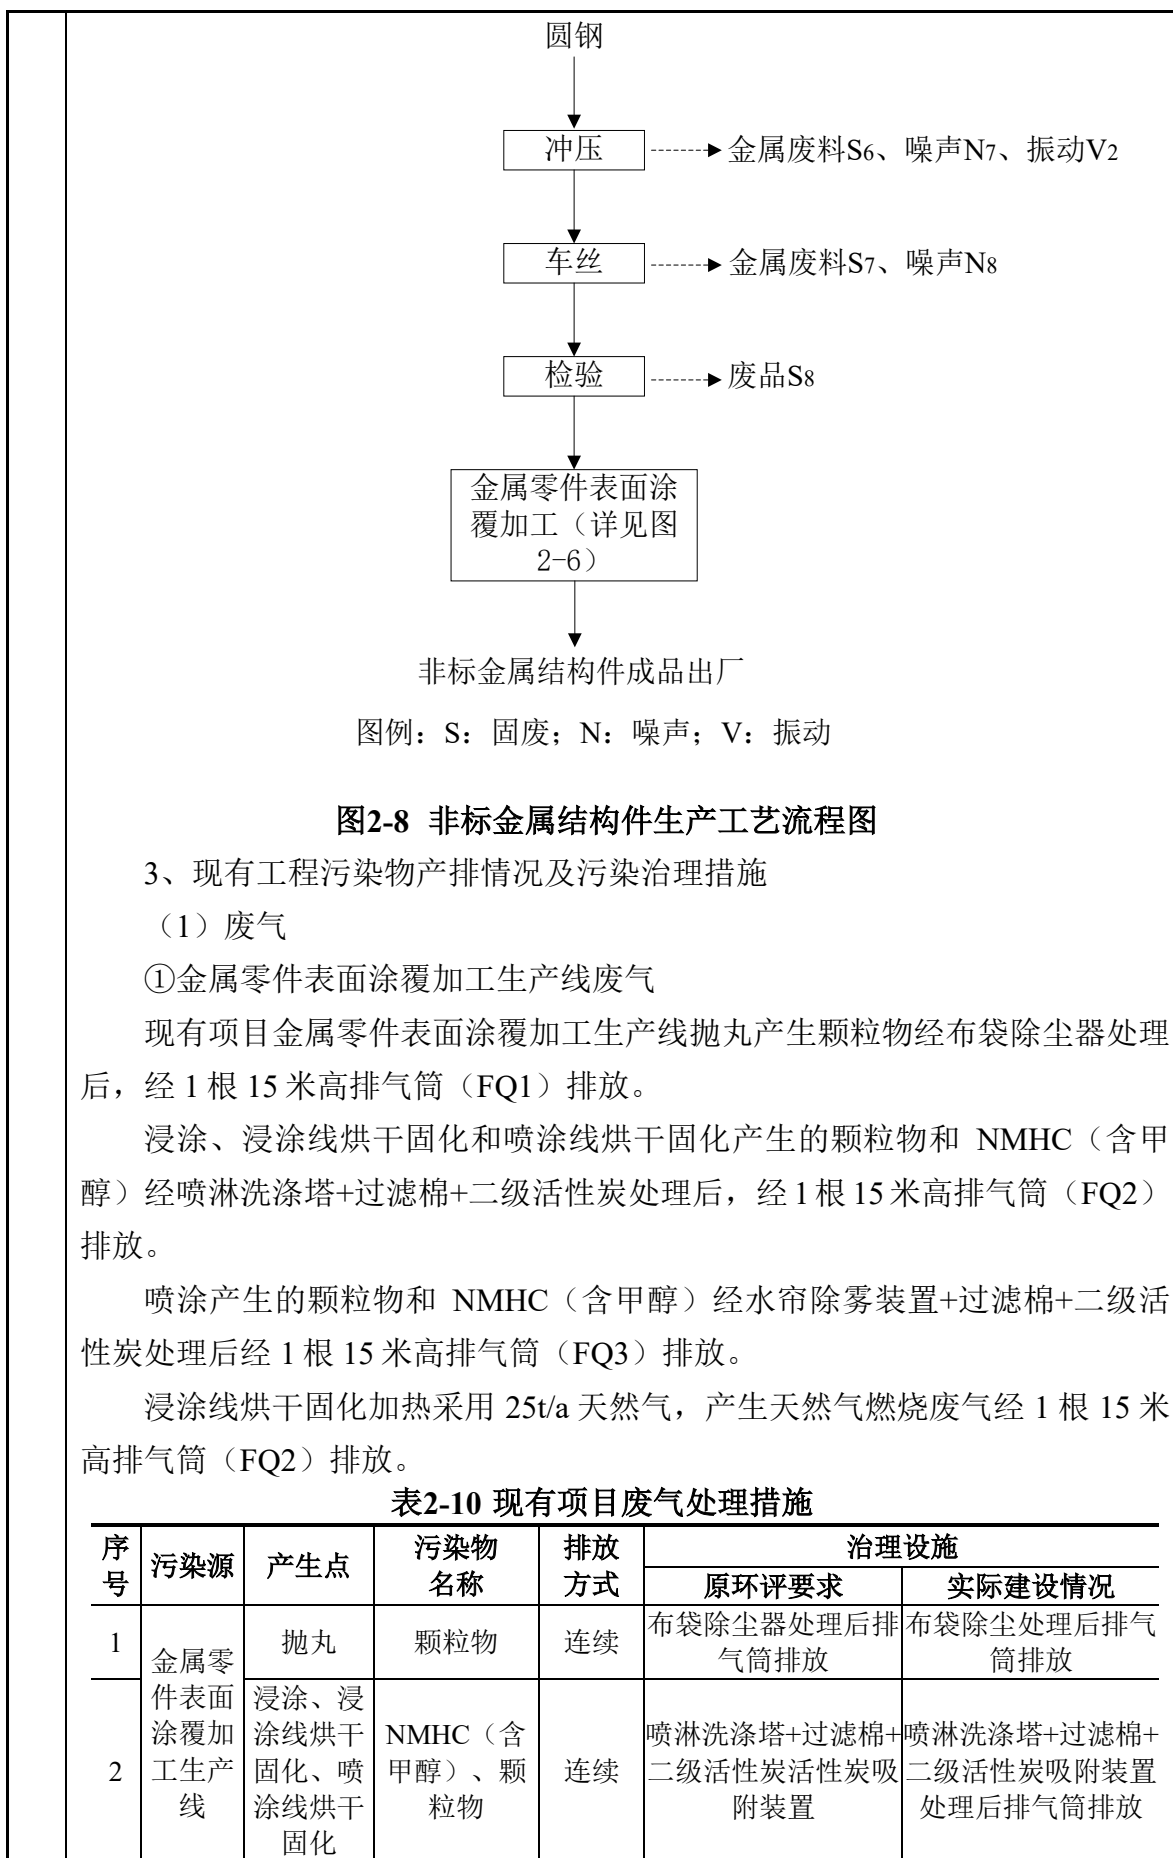 圆钢
冲压
金属废料S6、噪声N7、振动V2
车丝
金属废料S7、噪声N8
检验
废品S8
金属零件表面涂
覆加工（详见图
2-6）
非标金属结构件成品出厂
图例：S：固废；N：噪声；V：振动
图2-8 非标金属结构件生产工艺流程图
3、现有工程污染物产排情况及污染治理措施
（1）废气
①金属零件表面涂覆加工生产线废气
现有项目金属零件表面涂覆加工生产线抛丸产生颗粒物经布袋除尘器处理
后，经 1 根 15 米高排气筒（FQ1）排放。
浸涂、浸涂线烘干固化和喷涂线烘干固化产生的颗粒物和 NMHC（含甲
醇）经喷淋洗涤塔+过滤棉+二级活性炭处理后，经 1 根 15 米高排气筒（FQ2）
排放。
喷涂产生的颗粒物和 NMHC（含甲醇）经水帘除雾装置+过滤棉+二级活
性炭处理后经 1 根 15 米高排气筒（FQ3）排放。
浸涂线烘干固化加热采用 25t/a 天然气，产生天然气燃烧废气经 1 根 15 米
高排气筒（FQ2）排放。
表2-10 现有项目废气处理措施
序
号
污染源
产生点
污染物
名称
排放
方式
治理设施
原环评要求
实际建设情况
1
金属零
件表面
涂覆加
工生产
线
抛丸
颗粒物
连续
布袋除尘器处理后排
气筒排放
布袋除尘处理后排气
筒排放
2
浸涂、浸
涂线烘干
固化、喷
涂线烘干
固化
NMHC（含
甲醇）、颗
粒物
连续
喷淋洗涤塔+过滤棉+
二级活性炭活性炭吸
附装置
喷淋洗涤塔+过滤棉+
二级活性炭吸附装置
处理后排气筒排放